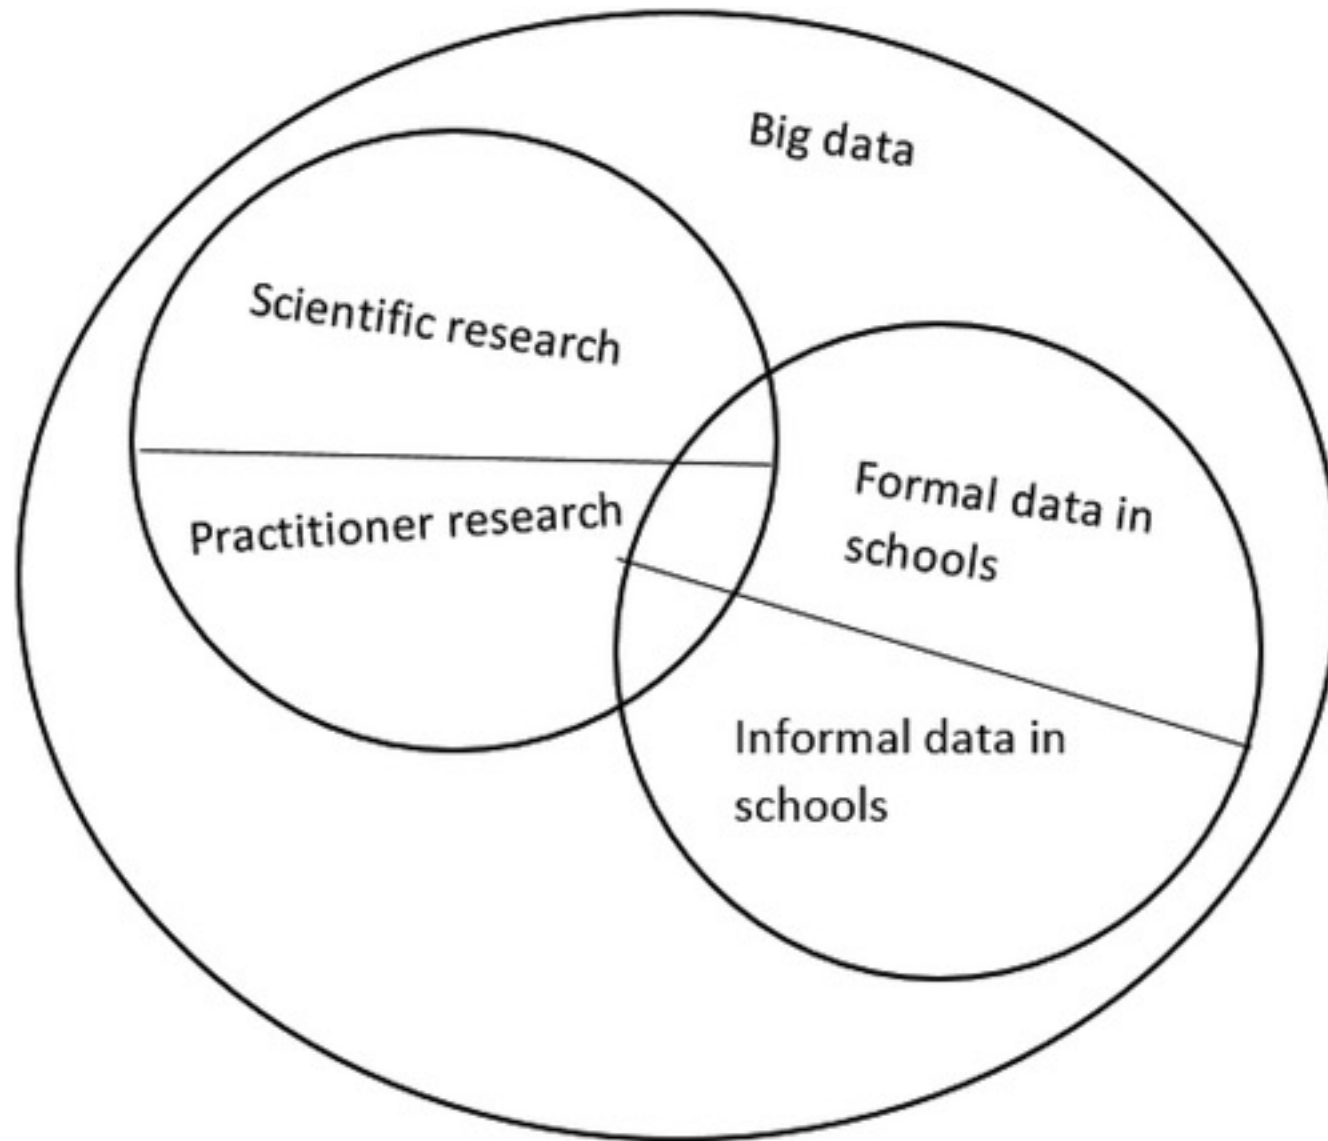 Big data
Scientific research
Practitioner research
Formal data in
schools
Informal data in
schools